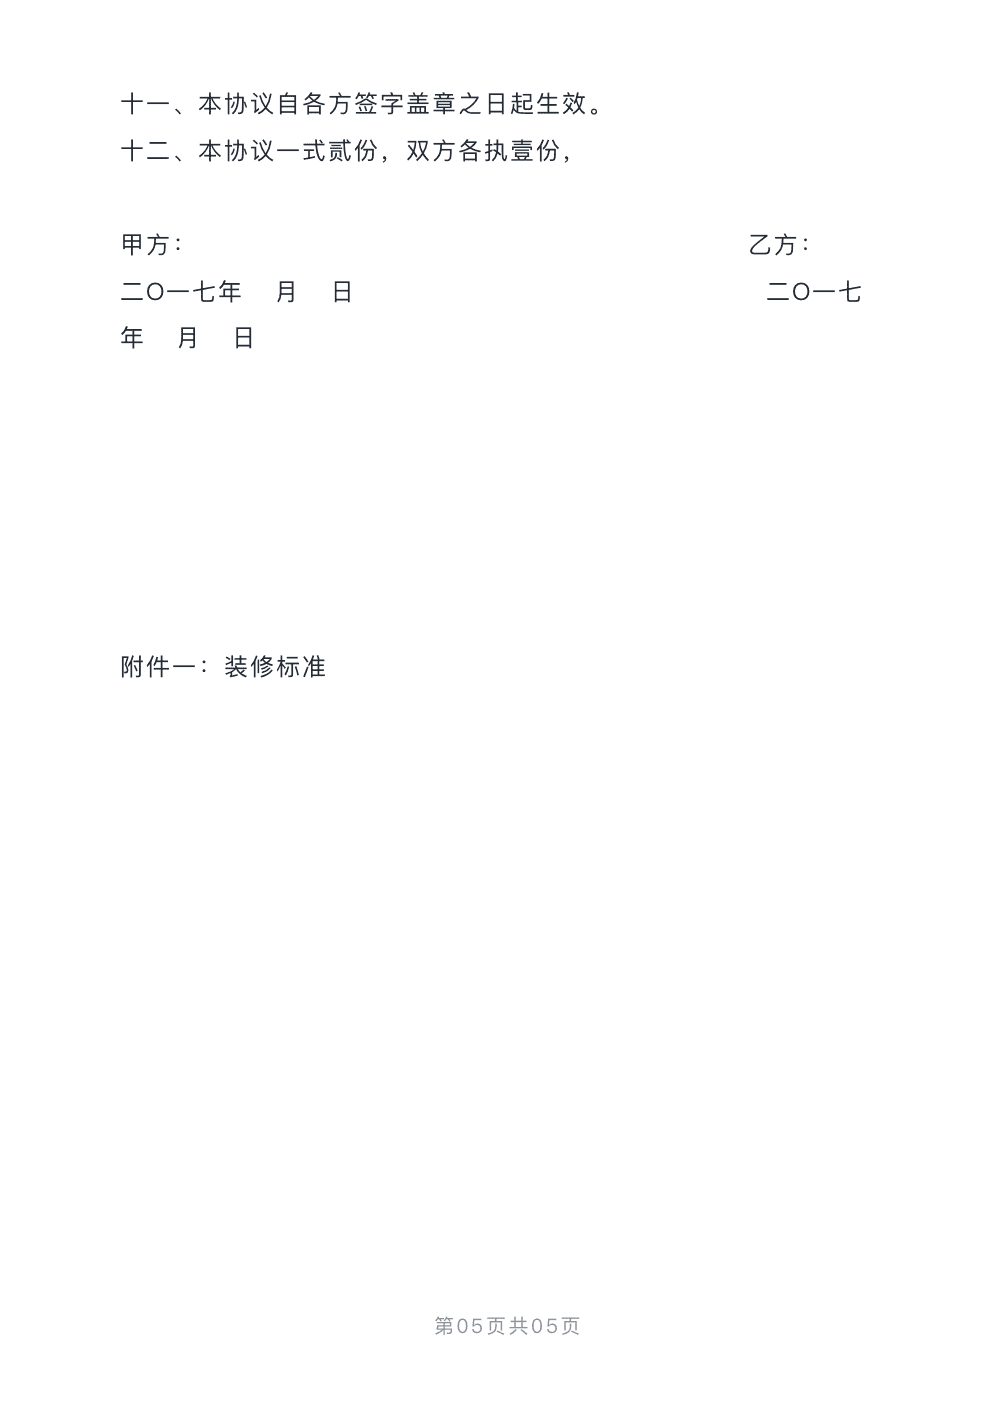 十一、本协议自各方签字盖章之日起生效。
十二、本协议一式贰份，双方各执壹份，
甲方： 乙方：
二O一七年 月 日 二O一七
年 月 日
附件一：装修标准
第05页共05页